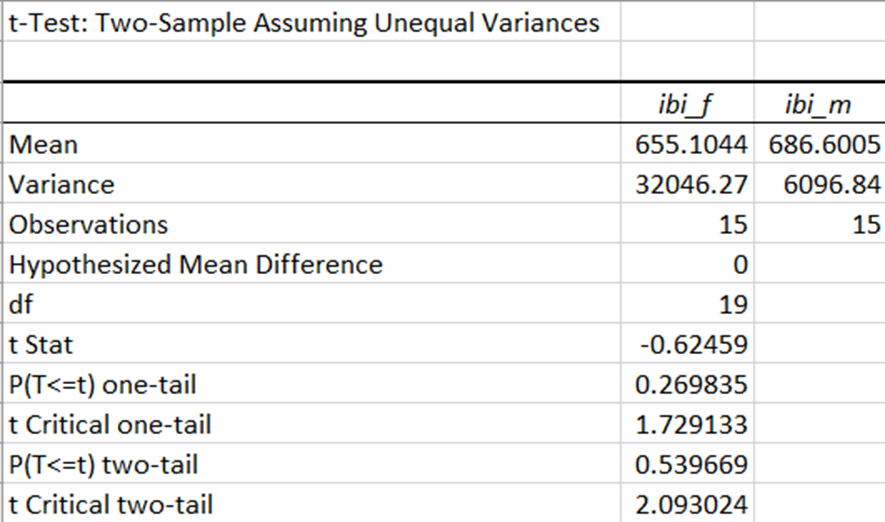 t-Test: Two-Sample Assuming Unequal Variances
ibi_f ibi_m
Mean 655.1044 686.6005
Variance 32046.27 6096.84
Observations 15 15
Hypothesized Mean Difference 0
df 19
t Stat -0.62459
P(T<=t) one-tail 0.269835
t Critical one-tail 1.729133
P(T<=t) two-tail 0.539669
t Critical two-tail 2.093024